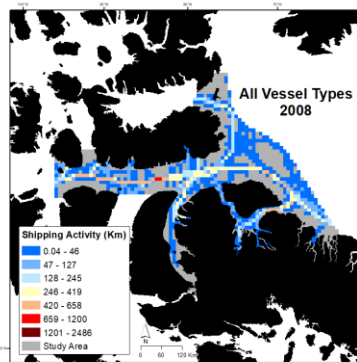 All Vessel Types
2008
Shipping Activity (Km)
0.04 - 46
47 - 127
128 - 245
246 - 419
420 - 658
659 - 1200
1201 - 2486
Study Area
N
0 30 60 120 Km